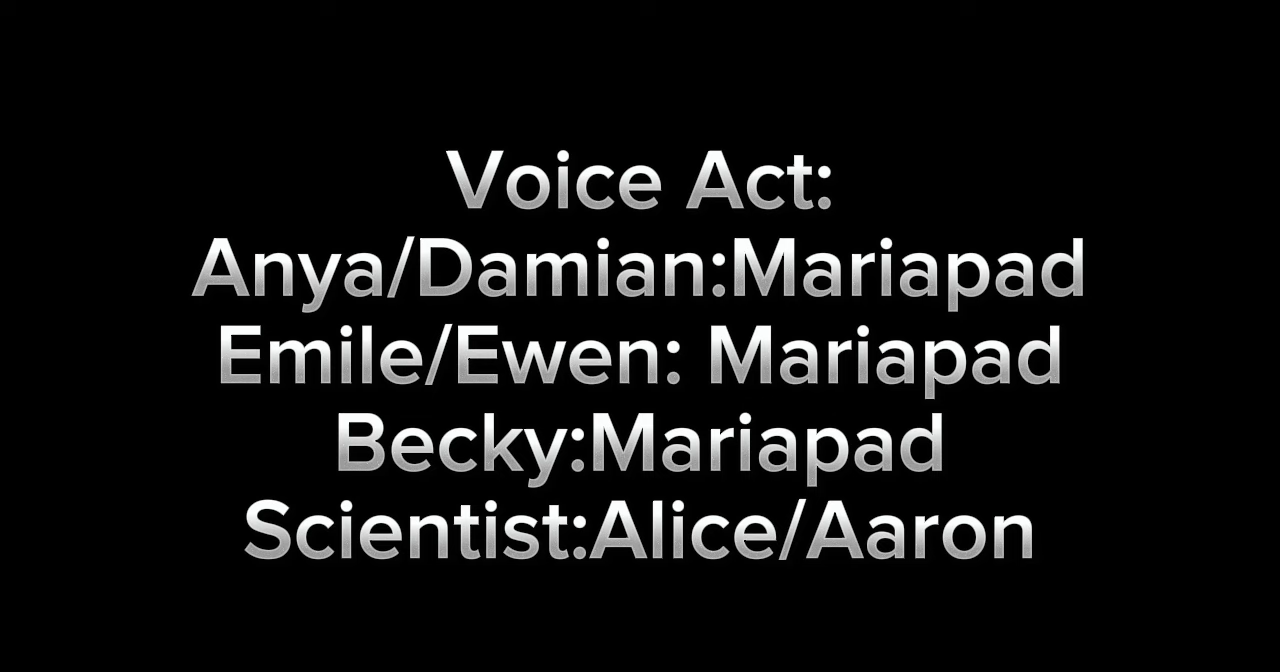 Voice Act:
Anya/Damian:Mariapad
Emile/Ewen: Mariapad
Becky:Mariapad
Scientist:Alice/Aaron